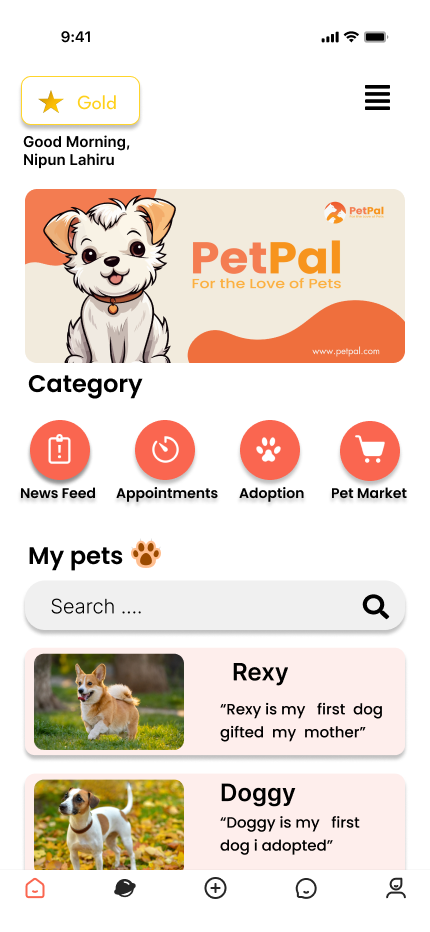 9:41
Gold
Good Morning,
Nipun Lahiru
PetPal
PetPal
For the Love of Pets
www.petpal.com
Category
News Feed
Appointments
Adoption
Pet Market
My pets
Search ....
Rexy
“Rexy is my first dog
gifted my mother”
Doggy
“Doggy is my first
dog i adopted”